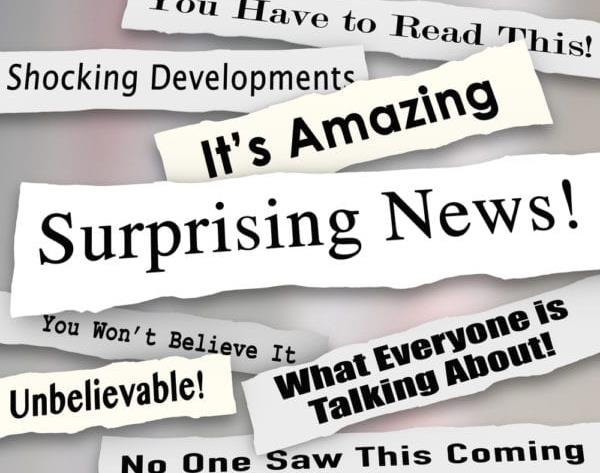 You Have to Read This!
Shocking Developments
It's Amazing
Surprising News!
You Won't Believe It
What Everyone is
Talking About!
Unbelievable!
No One Saw This Coming